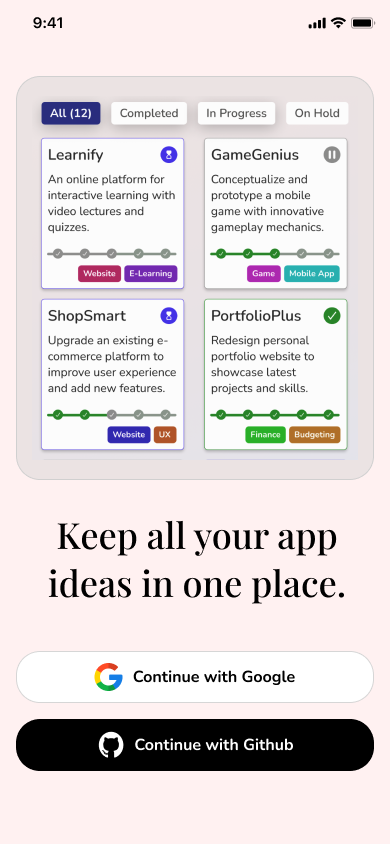 9:41
All (12) Completed In Progress On Hold
Learnify
An online platform for
interactive learning with
video lectures and
quizzes.
Website E-Learning
GameGenius
Conceptualize and
prototype a mobile
game with innovative
gameplay mechanics.
Game Mobile App
ShopSmart
Upgrade an existing e-
commerce platform to
improve user experience
and add new features.
Website UX
PortfolioPlus
Redesign personal
portfolio website to
showcase latest
projects and skills.
Finance Budgeting
Keep all your app
ideas in one place.
Continue with Google
Continue with Github